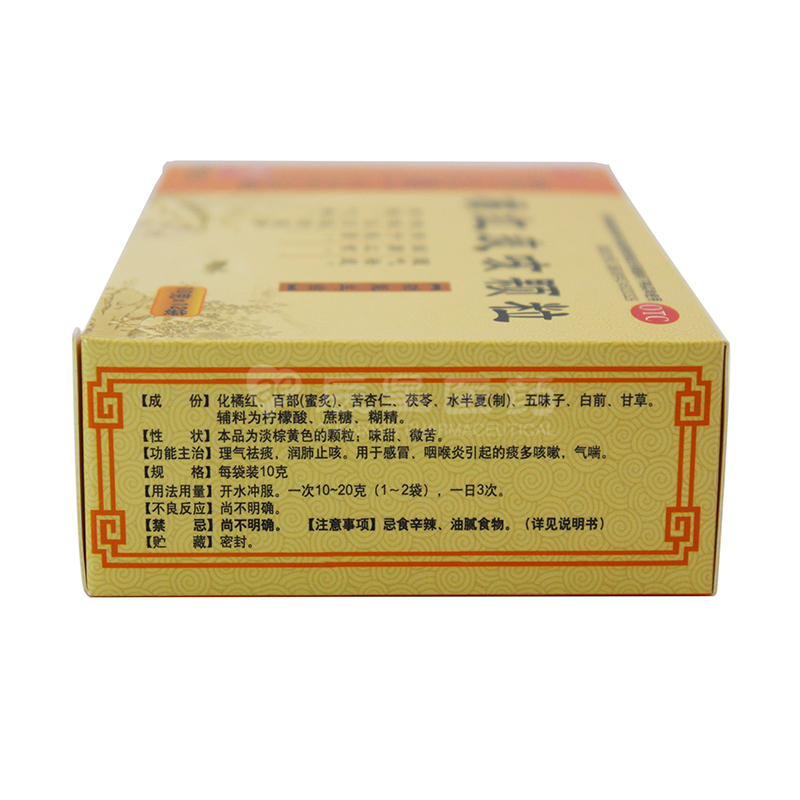 颗粒
OTC
【成　份】化橘红、百部(蜜炙)、苦杏仁、茯苓、水半夏(制)、五味子、白前、甘草。
辅料为柠檬酸、蔗糖、糊精。
【性　状】本品为淡棕黄色的颗粒；味甜、微苦。
【功能主治】理气祛痰，润肺止咳。用于感冒、咽喉炎引起的痰多咳嗽，气喘。
【规　格】每袋装10克
【用法用量】开水冲服。一次10~20克（1～2袋），一日3次。
【不良反应】尚不明确。
【禁　忌】尚不明确。　【注意事项】忌食辛辣、油腻食物。（详见说明书）
【贮　藏】密封。